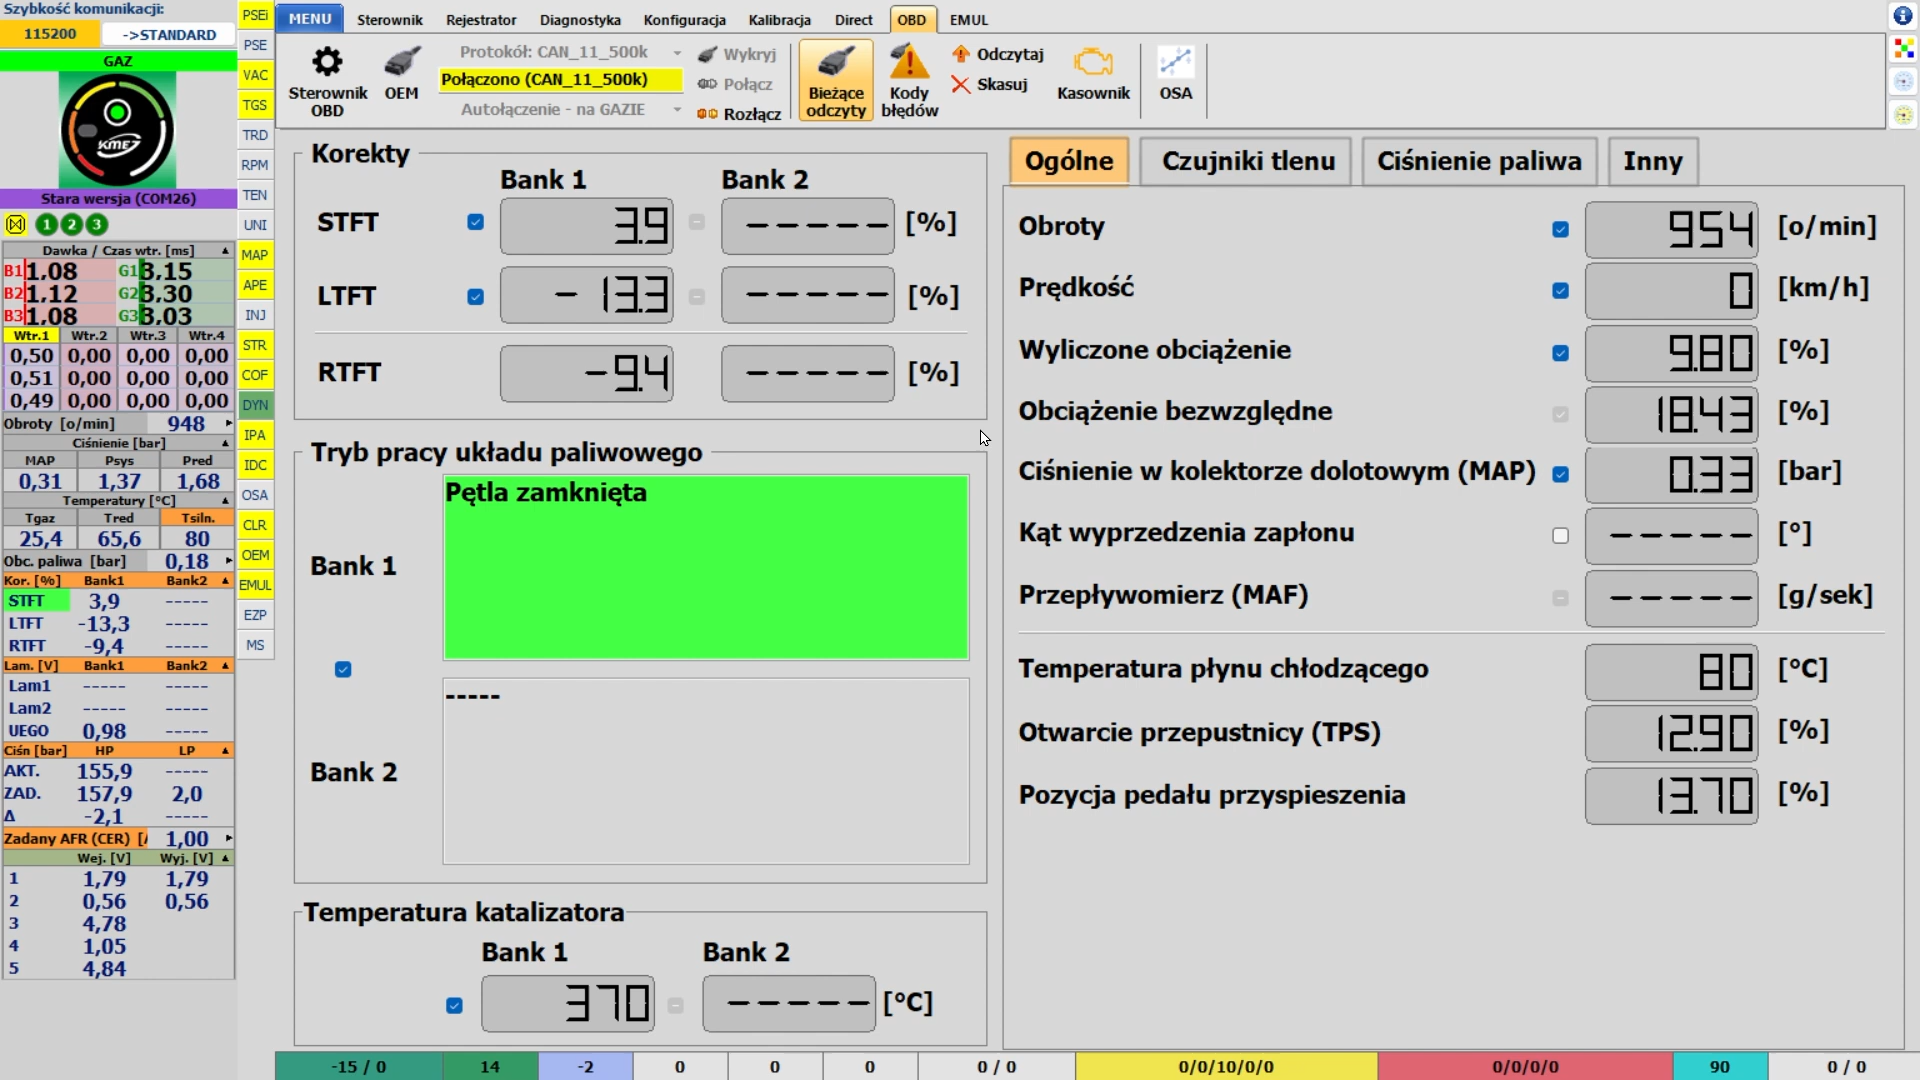 Szybkość komunikacji:
115200 ->STANDARD
GAZ
KME
Stara wersja (COM26)
1 2 3
Dawka / Czas wtr. [ms]
B1 1,08 G1 3,15
B2 1,12 G2 3,30
B3 1,08 G3 3,03
Wtr.1 Wtr.2 Wtr.3 Wtr.4
0,50 0,00 0,00 0,00
0,51 0,00 0,00 0,00
0,49 0,00 0,00 0,00
Obroty [o/min] 948
Ciśnienie [bar]
MAP Psys Pred
0,31 1,37 1,68
Temperatury [°C]
Tgaz Tred Tsiln.
25,4 65,6 80
Obc. paliwa [bar] 0,18
Kor. [%] Bank1 Bank2
STFT 3,9 -----
LTFT -13,3 -----
RTFT -9,4 -----
Lam. [V] Bank1 Bank2
Lam1 ----- -----
Lam2 ----- -----
UEGO 0,98 -----
Ciśn [bar] HP LP
AKT. 155,9 -----
ZAD. 157,9 2,0
Δ -2,1 -----
Zadany AFR (CER) [ 1,00
Wej. [V] Wyj. [V]
1 1,79 1,79
2 0,56 0,56
3 4,78
4 1,05
5 4,84
PSEi
PSE
VAC
TGS
TRD
RPM
TEN
UNI
MAP
APE
INJ
STR
COF
DYN
IPA
IDC
OSA
CLR
OEM
EMUL
EZP
MS
MENU Sterownik Rejestrator Diagnostyka Konfiguracja Kalibracja Direct OBD EMUL
Sterownik OBD
OEM
Protokół: CAN_11_500k
Połączono (CAN_11_500k)
Autołączenie - na GAZIE
Wykryj
Połącz
Rozłącz
Bieżące odczyty
Kody błędów
Odczytaj
Skasuj
Kasownik
OSA
Korekty
Bank 1 Bank 2
STFT 3.9 ----- [%]
LTFT -13.3 ----- [%]
RTFT -9.4 ----- [%]
Tryb pracy układu paliwowego
Bank 1 Pętla zamknięta
Bank 2 -----
Temperatura katalizatora
Bank 1 Bank 2
370 ----- [°C]
Ogólne Czujniki tlenu Ciśnienie paliwa Inny
Obroty 954 [o/min]
Prędkość 0 [km/h]
Wyliczone obciążenie 9.80 [%]
Obciążenie bezwzględne 18.43 [%]
Ciśnienie w kolektorze dolotowym (MAP) 0.33 [bar]
Kąt wyprzedzenia zapłonu ----- [°]
Przepływomierz (MAF) ----- [g/sek]
Temperatura płynu chłodzącego 80 [°C]
Otwarcie przepustnicy (TPS) 12.90 [%]
Pozycja pedału przyspieszenia 13.70 [%]
-15 / 0 14 -2 0 0 0 0 / 0 0/0/10/0/0 0/0/0/0 90 0 / 0